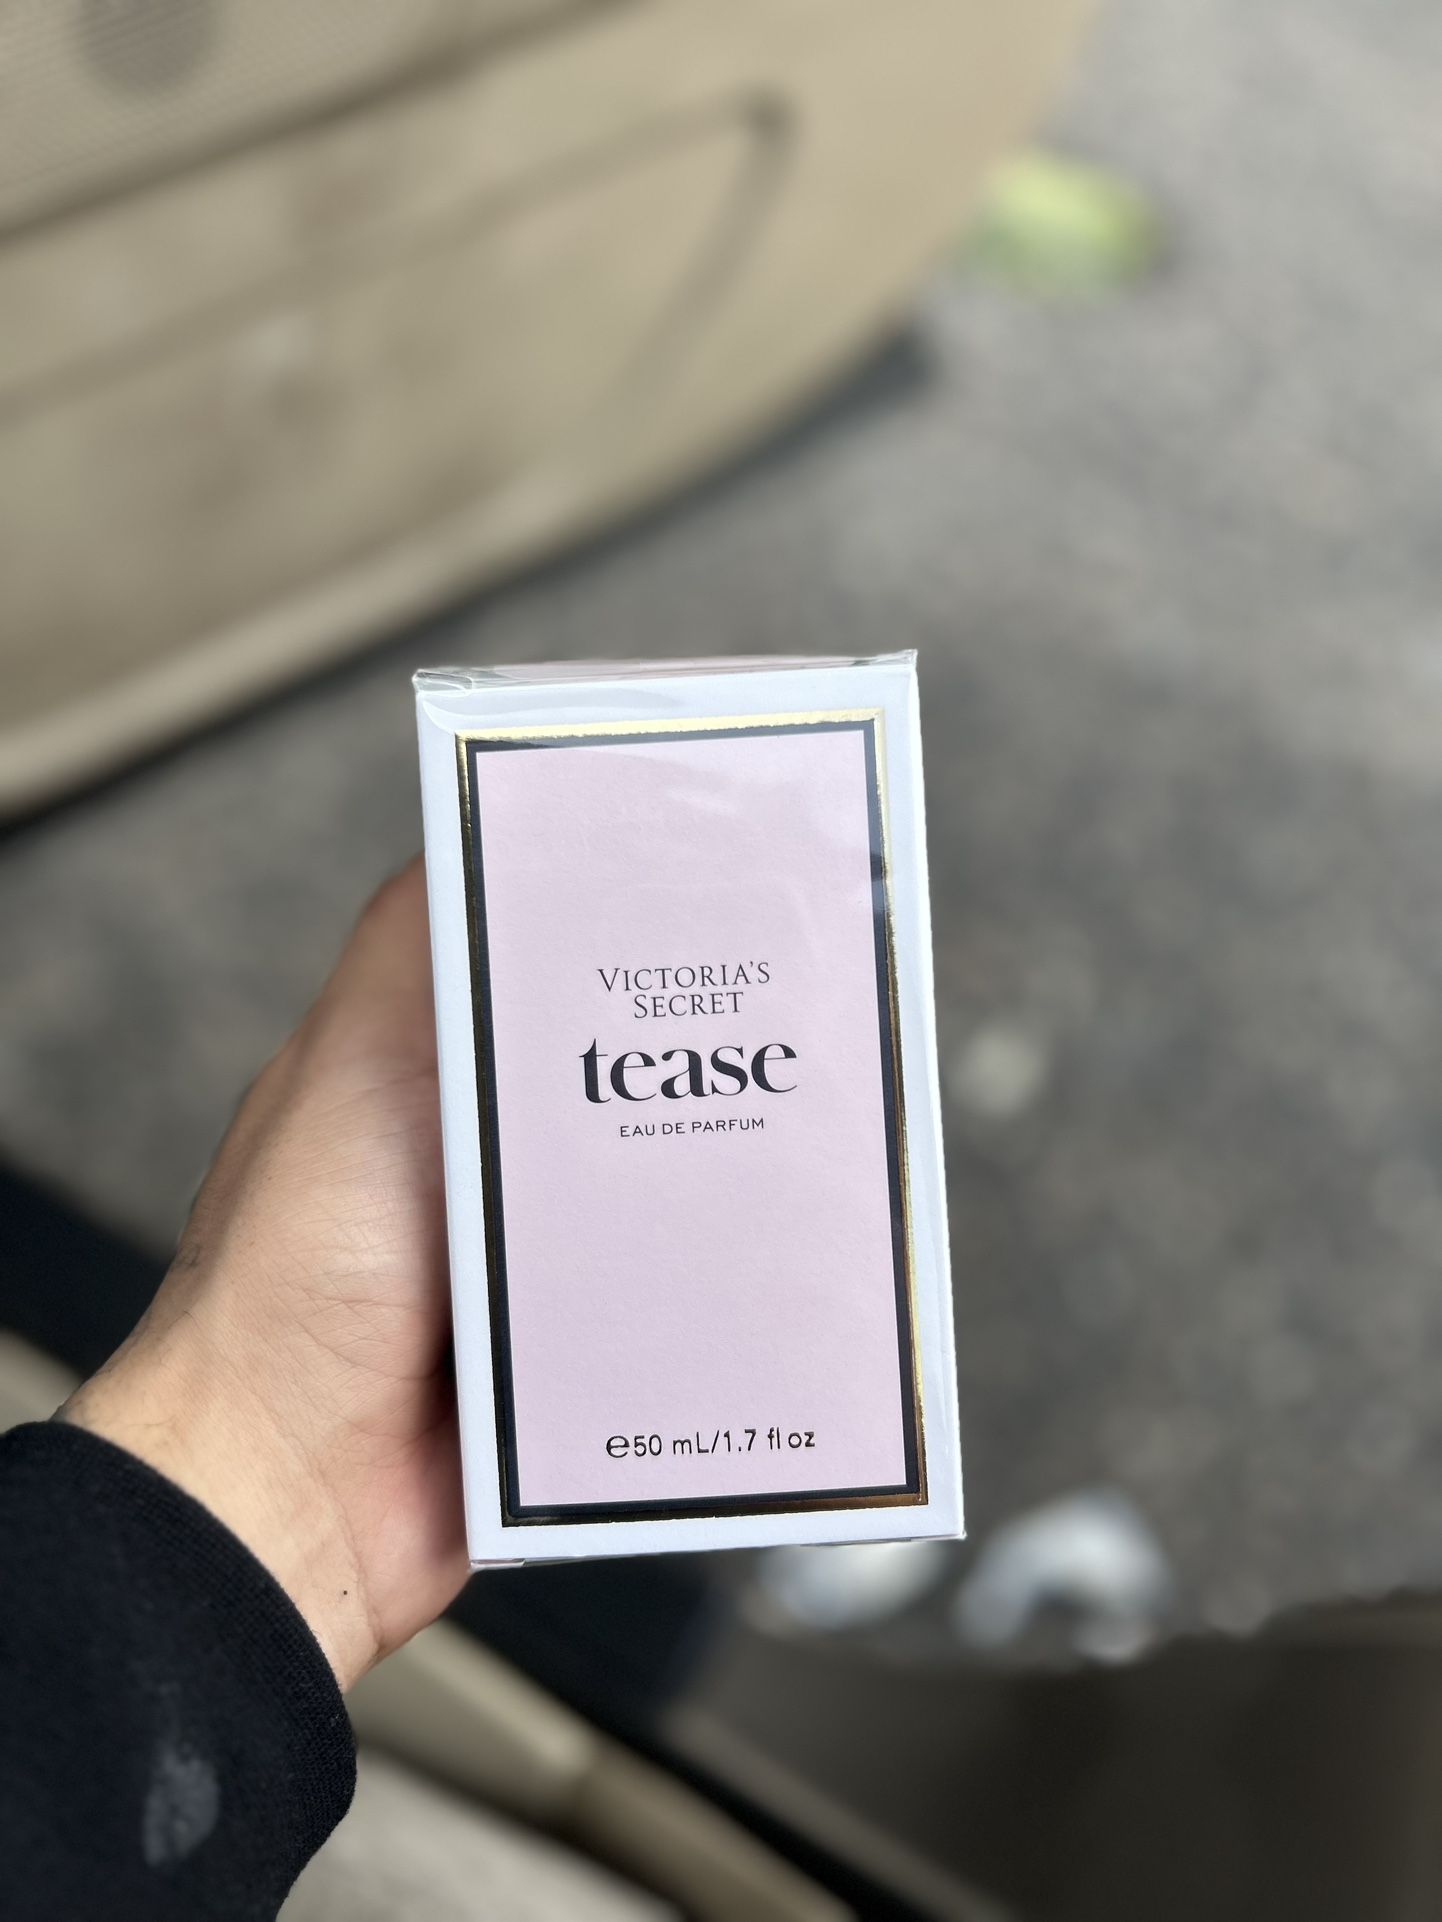 VICTORIA'S
SECRET
tease
EAU DE PARFUM
℮50 mL/1.7 fl oz